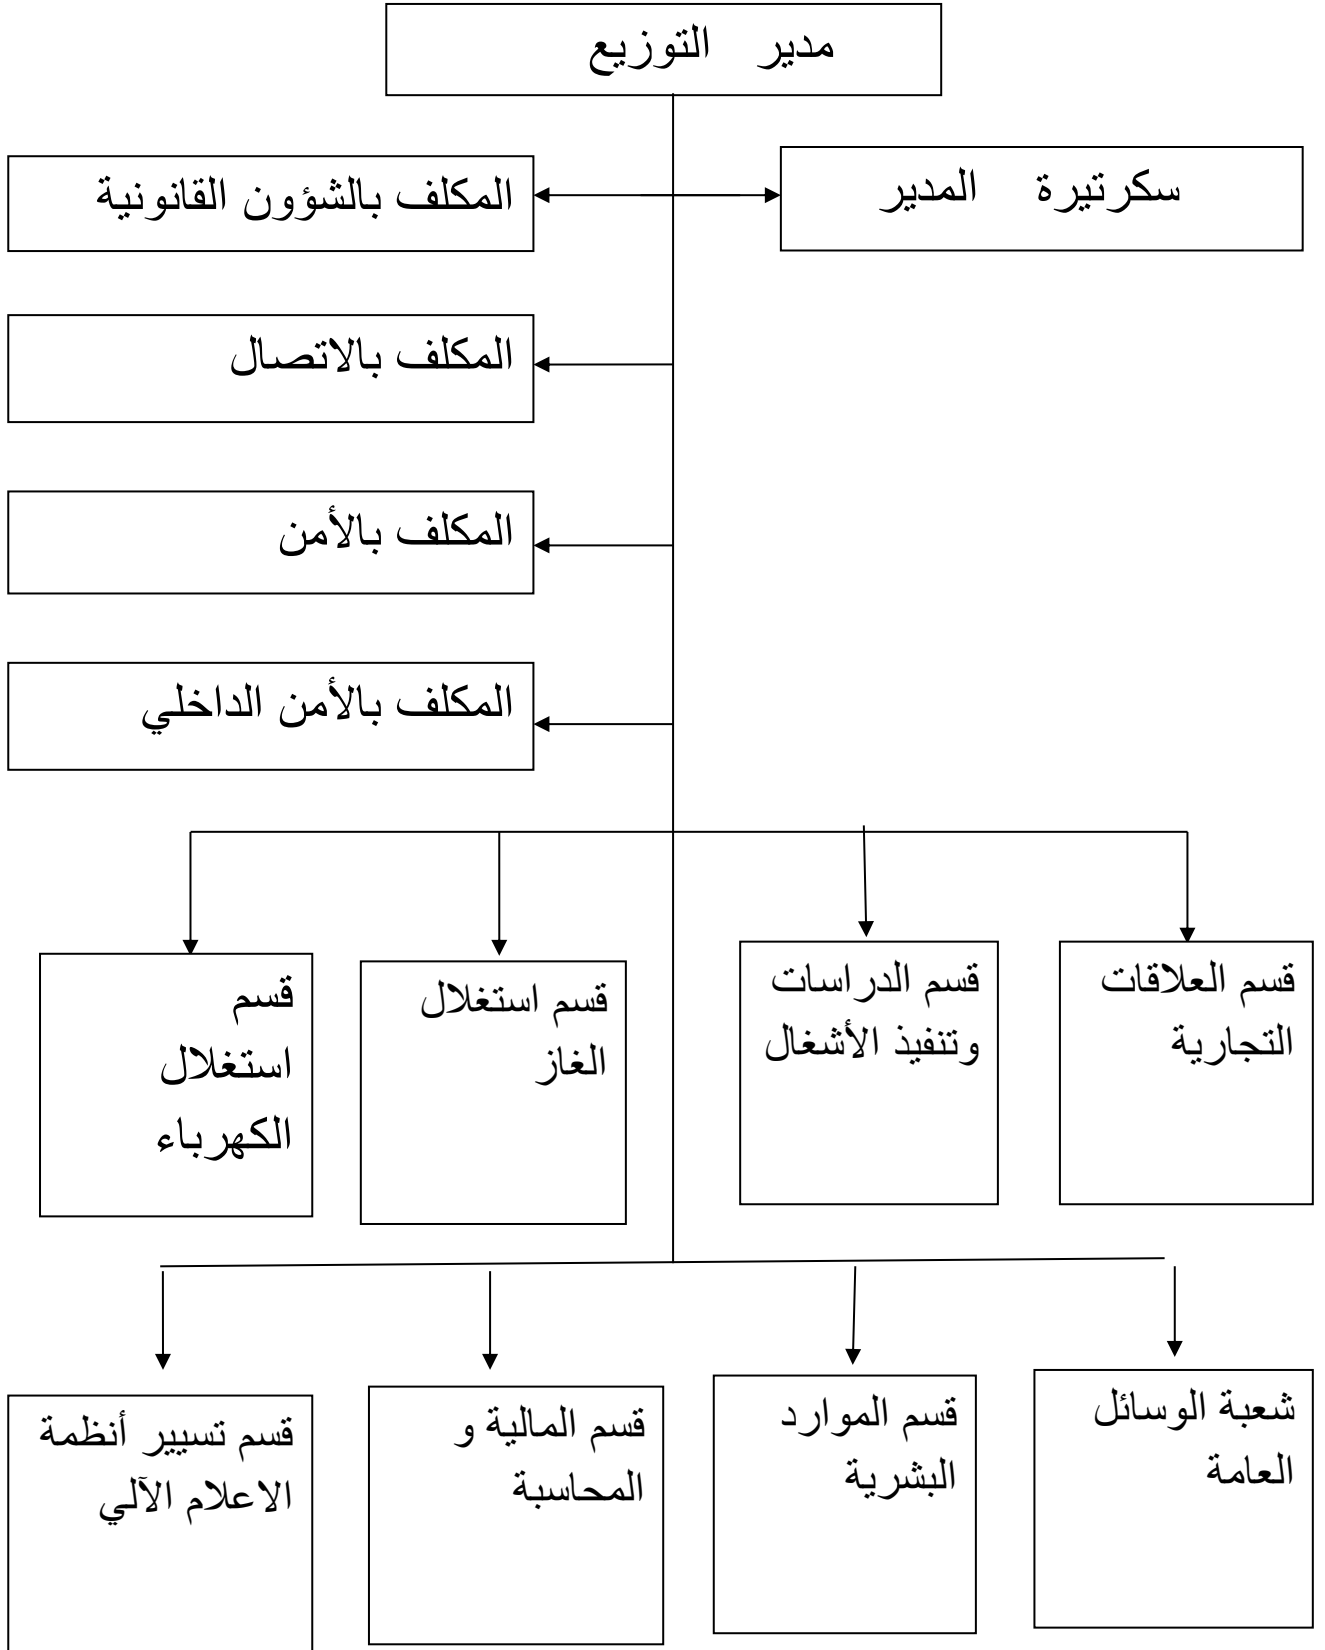 مدير التوزيع
سكرتيرة المدير
المكلف بالشؤون القانونية
المكلف بالاتصال
المكلف بالأمن
المكلف بالأمن الداخلي
قسم العلاقات
التجارية
قسم الدراسات
وتنفيذ الأشغال
قسم استغلال
الغاز
قسم
استغلال
الكهرباء
شعبة الوسائل
العامة
قسم الموارد
البشرية
قسم المالية و
المحاسبة
قسم تسيير أنظمة
الاعلام الآلي